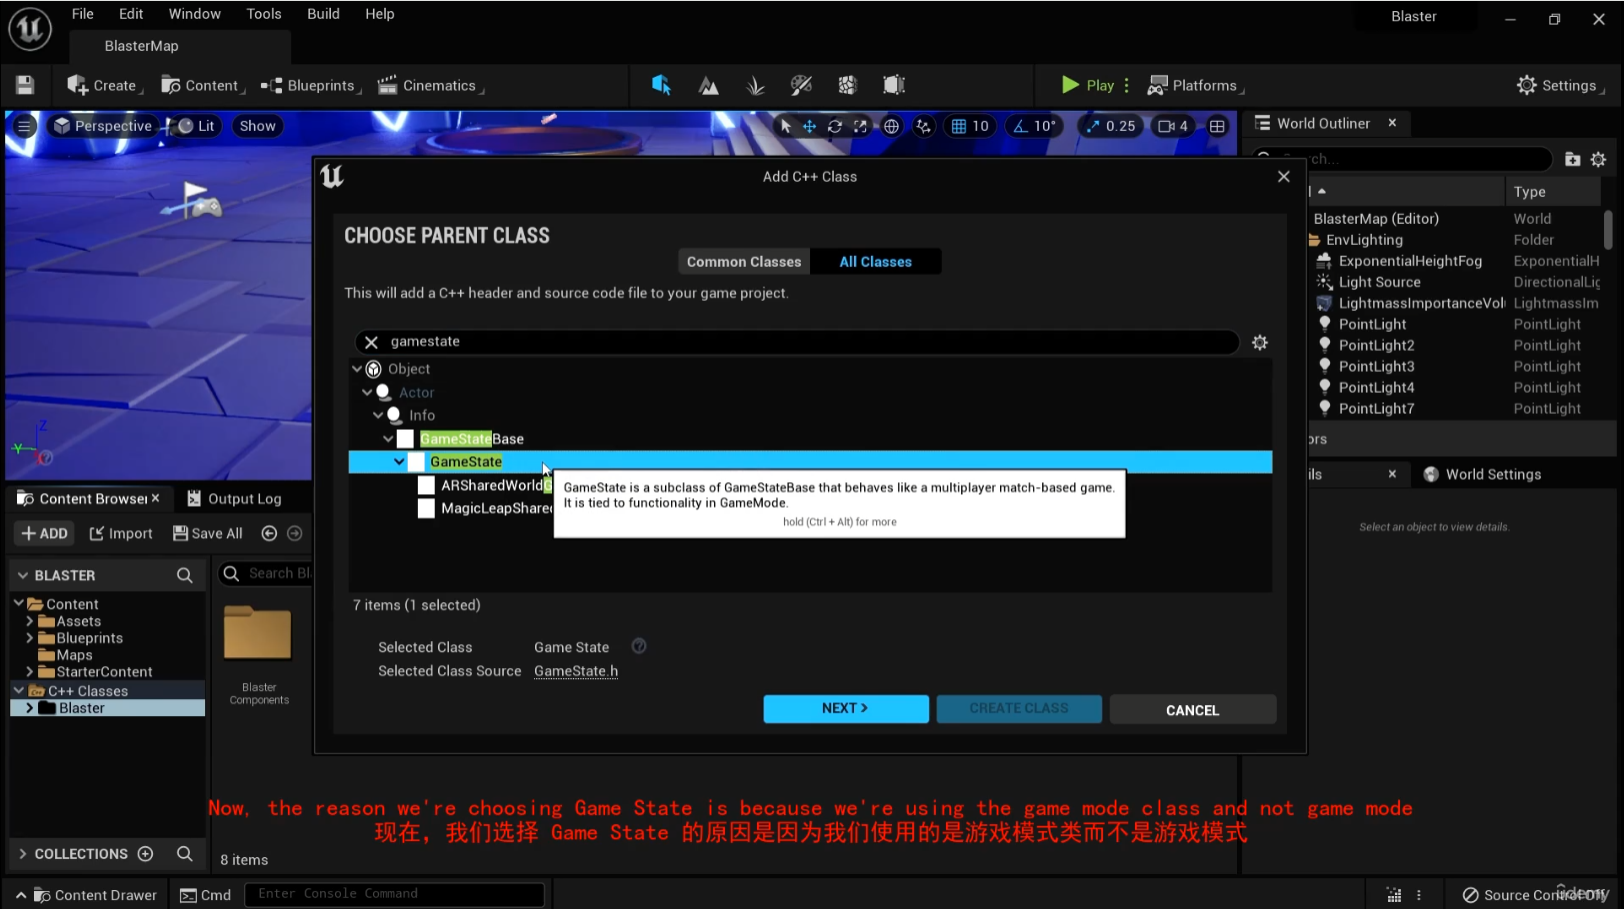 File Edit Window Tools Build Help
Blaster
BlasterMap
Create Content Blueprints Cinematics Play Platforms Settings
Perspective Lit Show 10 10° 0.25 4
World Outliner
Add C++ Class
Type
CHOOSE PARENT CLASS
BlasterMap (Editor) World
EnvLighting Folder
Common Classes All Classes
ExponentialHeightFog ExponentialH
Light Source DirectionalLig
This will add a C++ header and source code file to your game project.
LightmassImportanceVolu LightmassIm
PointLight PointLight
gamestate
PointLight2 PointLight
PointLight3 PointLight
Object
PointLight4 PointLight
Actor
PointLight7 PointLight
Info
GameStateBase
GameState
ARSharedWorldG
MagicLeapShared
GameState is a subclass of GameStateBase that behaves like a multiplayer match-based game.
It is tied to functionality in GameMode.
hold (Ctrl + Alt) for more
World Settings
Select an object to view details.
Content Browser Output Log
ADD Import Save All
BLASTER
Search Bl
7 items (1 selected)
Content
Assets
Blueprints
Maps
StarterContent
C++ Classes
Blaster
Blaster
Components
Selected Class Game State
Selected Class Source GameState.h
NEXT CREATE CLASS CANCEL
Now, the reason we're choosing Game State is because we're using the game mode class and not game mode
现在，我们选择 Game State 的原因是因为我们使用的是游戏模式类而不是游戏模式
COLLECTIONS
8 items
Content Drawer Cmd Enter Console Command Source Control Off
udemy